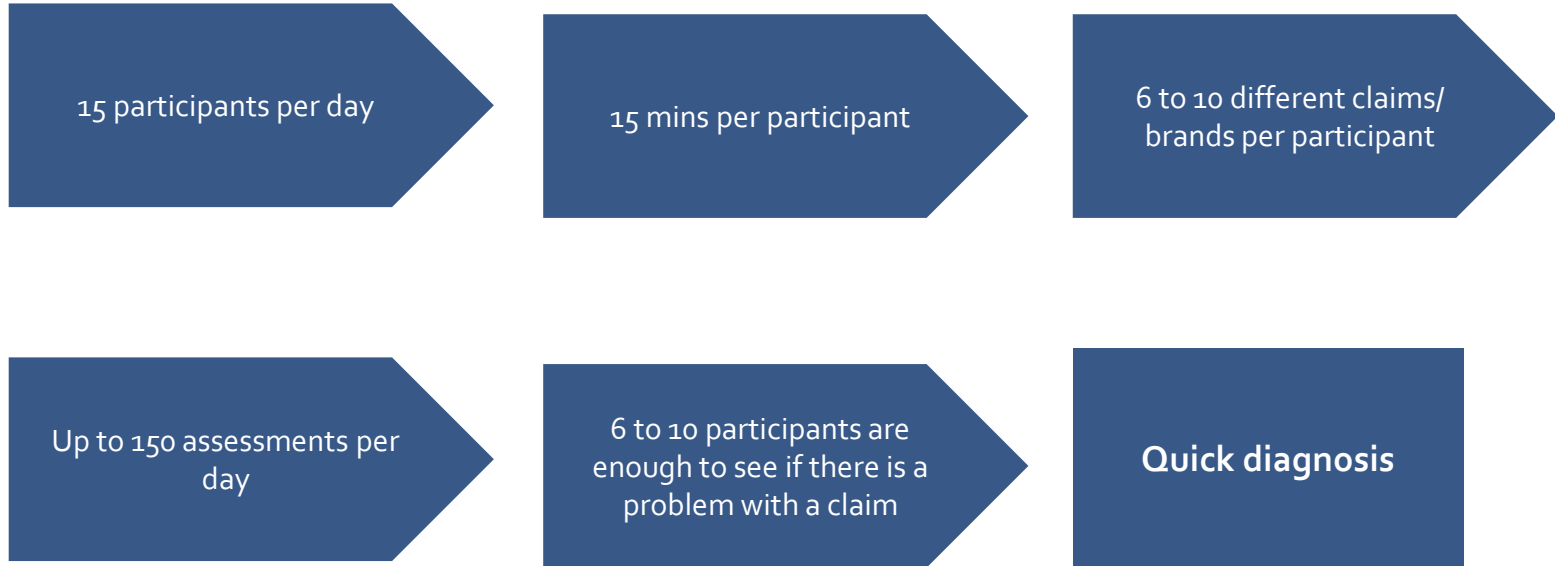 15 participants per day
15 mins per participant
6 to 10 different claims/
brands per participant
Up to 150 assessments per
day
6 to 10 participants are
enough to see if there is a
problem with a claim
Quick diagnosis